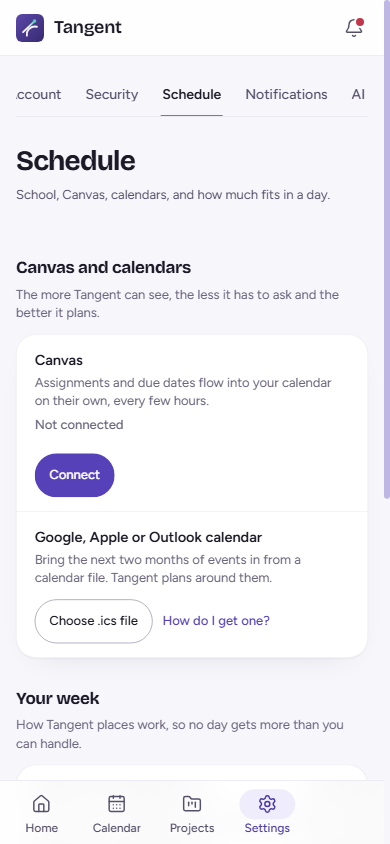 Tangent
ccount Security Schedule Notifications AI
Schedule
School, Canvas, calendars, and how much fits in a day.
Canvas and calendars
The more Tangent can see, the less it has to ask and the
better it plans.
Canvas
Assignments and due dates flow into your calendar
on their own, every few hours.
Not connected
Connect
Google, Apple or Outlook calendar
Bring the next two months of events in from a
calendar file. Tangent plans around them.
Choose .ics file How do I get one?
Your week
How Tangent places work, so no day gets more than you
can handle.
Home Calendar Projects Settings